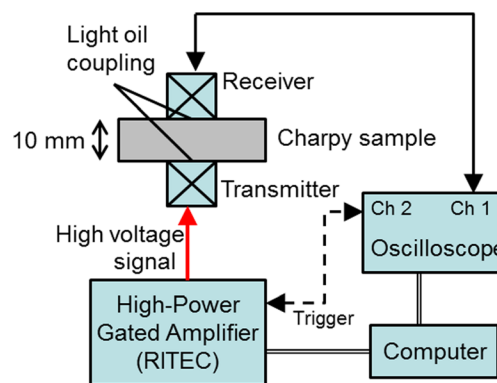 Light oil
coupling
Receiver
10 mm
Charpy sample
Transmitter
High voltage
signal
Ch 2 Ch 1
Oscilloscope
High-Power
Gated Amplifier
(RITEC)
Trigger
Computer